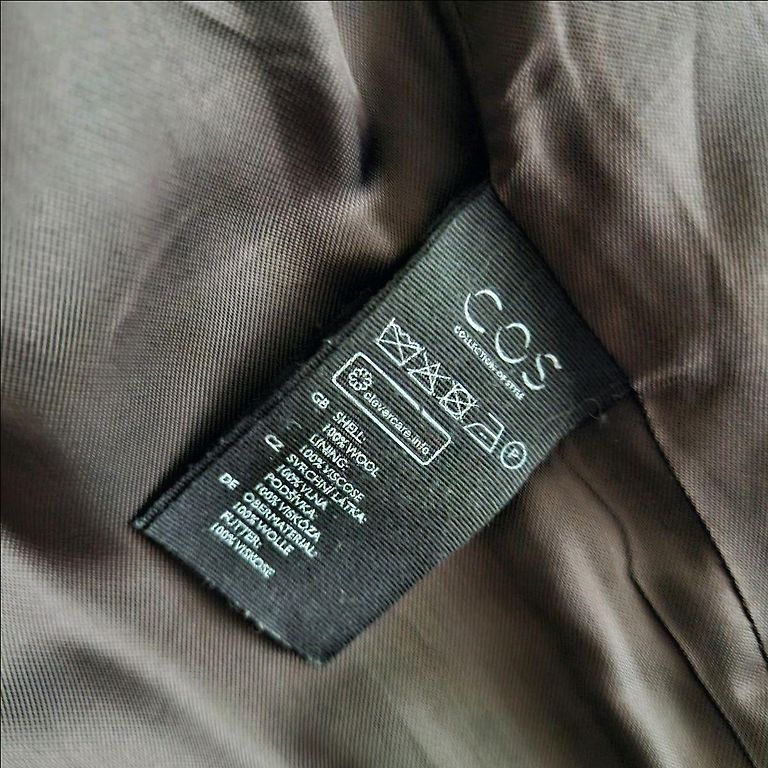 COS
COLLECTION OF STYLE
P
clevercare.info
GB SHELL:
100% WOOL
LINING:
100% VISCOSE
CZ SVRCHNÍ LÁTKA:
100% VLNA
PODŠÍVKA:
100% VISKÓZA
DE OBERMATERIAL:
100% WOLLE
FUTTER:
100% VISKOSE